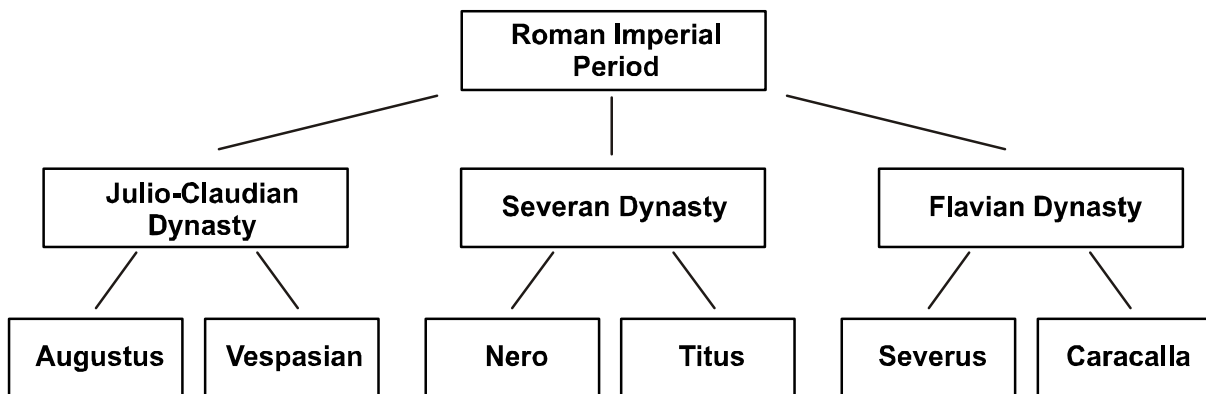 Roman Imperial
Period
Julio-Claudian
Dynasty
Severan Dynasty
Flavian Dynasty
Augustus
Vespasian
Nero
Titus
Severus
Caracalla